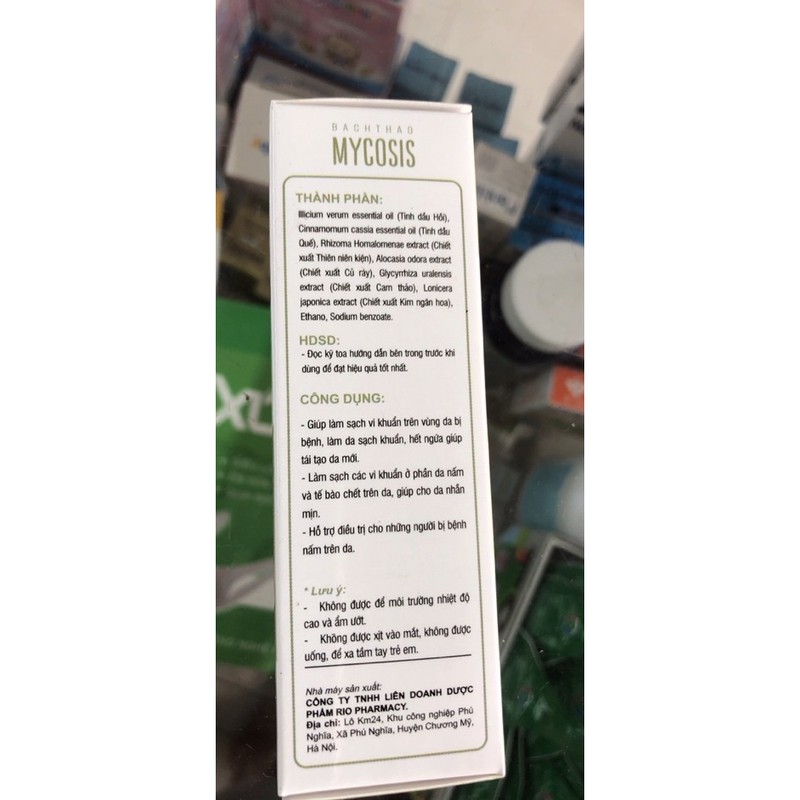 BACHTHAO
MYCOSIS
THÀNH PHẦN:
Illicium verum essential oil (Tinh dầu Hồi),
Cinnamomum cassia essential oil (Tinh dầu
Quế), Rhizoma Homalomenae extract (Chiết
xuất Thiên niên kiện), Alocasia odora extract
(Chiết xuất Củ ráy), Glycyrrhiza uralensis
extract (Chiết xuất Cam thảo), Lonicera
japonica extract (Chiết xuất Kim ngân hoa),
Ethano, Sodium benzoate.
HDSD:
- Đọc kỹ toa hướng dẫn bên trong trước khi
dùng để đạt hiệu quả tốt nhất.
CÔNG DỤNG:
- Giúp làm sạch vi khuẩn trên vùng da bị
bệnh, làm da sạch khuẩn, hết ngứa giúp
tái tạo da mới.
- Làm sạch các vi khuẩn ở phần da nấm
và tế bào chết trên da, giúp cho da nhẵn
mịn.
- Hỗ trợ điều trị cho những người bị bệnh
nấm trên da.
* Lưu ý:
- Không được để môi trường nhiệt độ
cao và ẩm ướt.
- Không được xịt vào mắt, không được
uống, để xa tầm tay trẻ em.
Nhà máy sản xuất:
CÔNG TY TNHH LIÊN DOANH DƯỢC
PHẨM RIO PHARMACY.
Địa chỉ: Lô Km24, Khu công nghiệp Phú
Nghĩa, Xã Phú Nghĩa, Huyện Chương Mỹ,
Hà Nội.